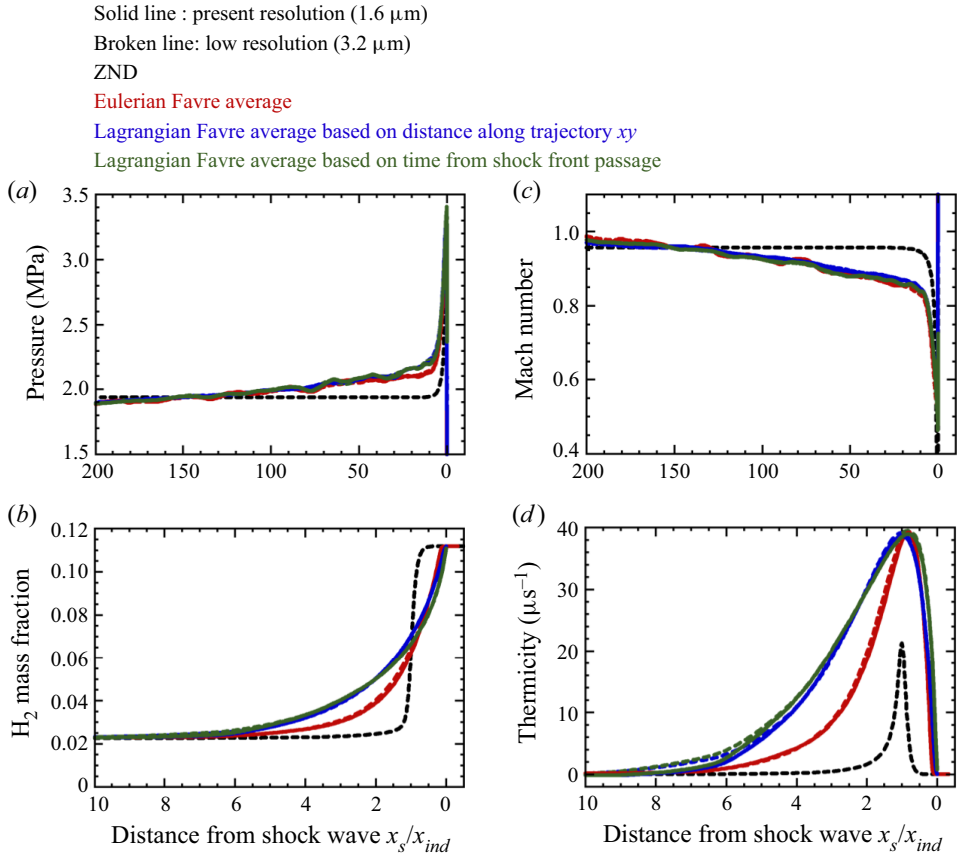 Solid line : present resolution (1.6 μm)
Broken line: low resolution (3.2 μm)
ZND
Eulerian Favre average
Lagrangian Favre average based on distance along trajectory xy
Lagrangian Favre average based on time from shock front passage
(a)
Pressure (MPa)
3.5
3.0
2.5
2.0
1.5
200 150 100 50 0
(c)
Mach number
1.0
0.8
0.6
0.4
200 150 100 50 0
(b)
H2 mass fraction
0.12
0.10
0.08
0.06
0.04
0.02
0
10 8 6 4 2 0
Distance from shock wave xs/xind
(d)
Thermicity (μs−1)
40
30
20
10
0
10 8 6 4 2 0
Distance from shock wave xs/xind